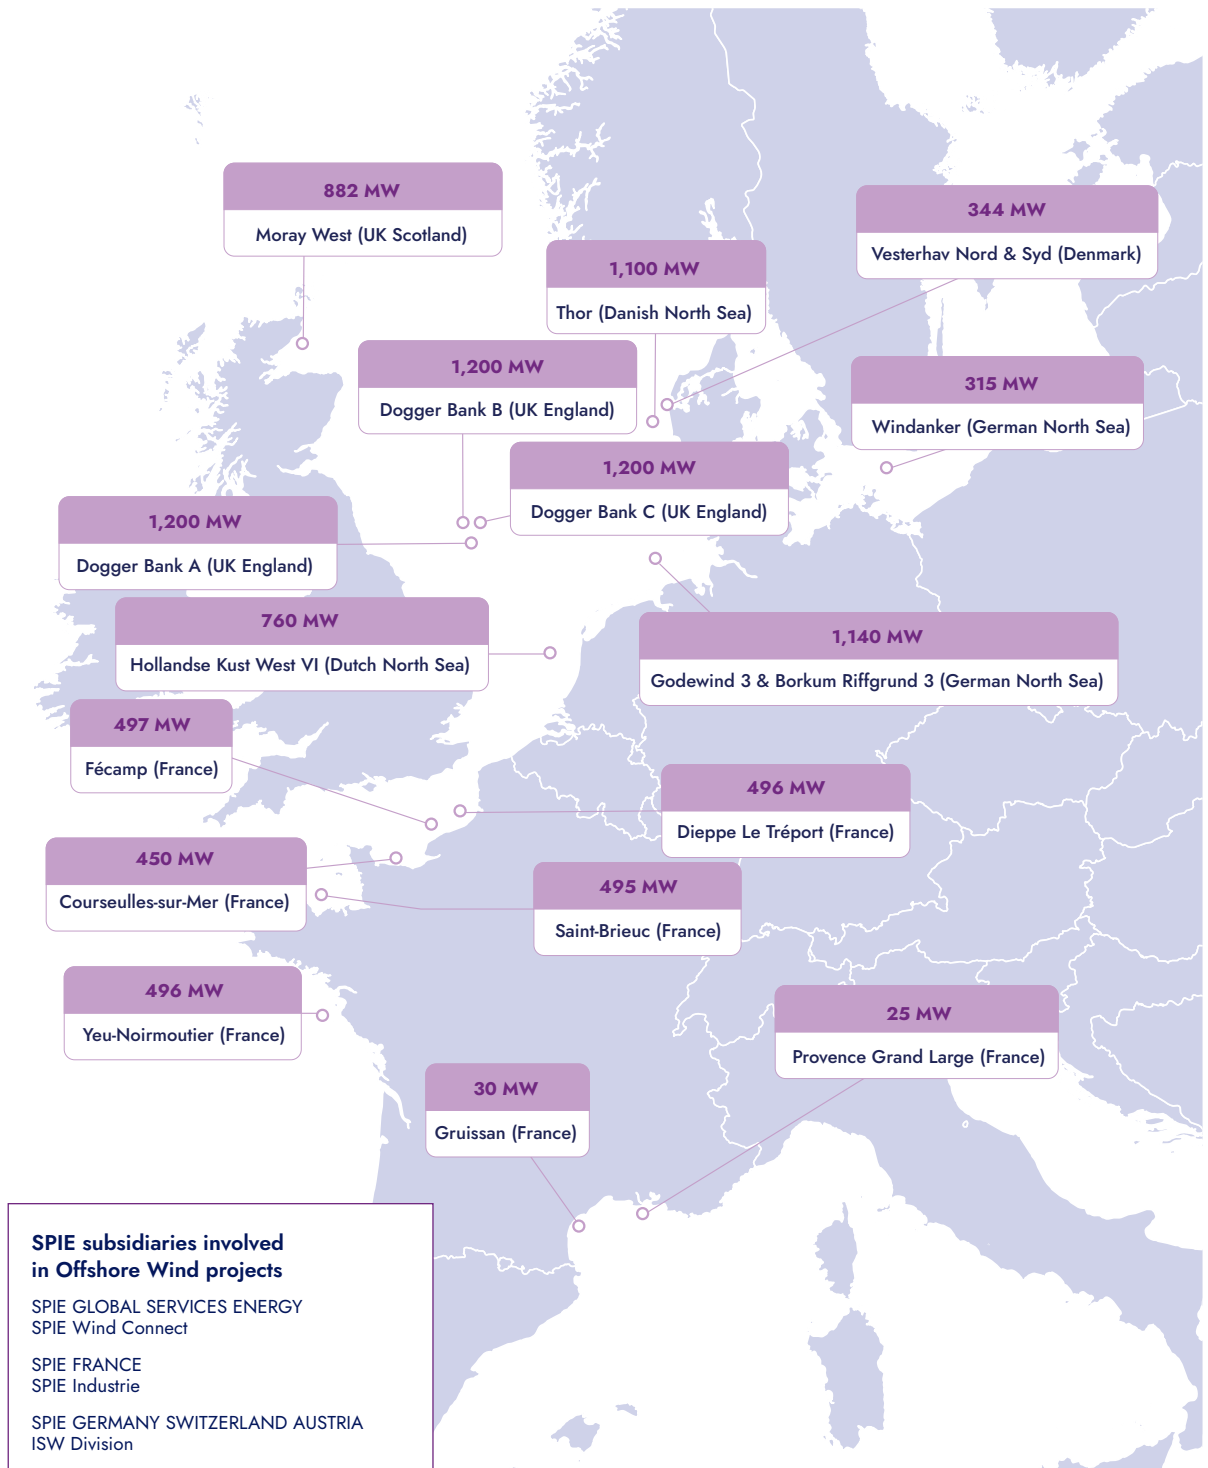 882 MW
Moray West (UK Scotland)
344 MW
Vesterhav Nord & Syd (Denmark)
1,100 MW
Thor (Danish North Sea)
1,200 MW
Dogger Bank B (UK England)
315 MW
Windanker (German North Sea)
1,200 MW
Dogger Bank C (UK England)
1,200 MW
Dogger Bank A (UK England)
760 MW
Hollandse Kust West VI (Dutch North Sea)
1,140 MW
Godewind 3 & Borkum Riffgrund 3 (German North Sea)
497 MW
Fécamp (France)
496 MW
Dieppe Le Tréport (France)
450 MW
Courseulles-sur-Mer (France)
495 MW
Saint-Brieuc (France)
496 MW
Yeu-Noirmoutier (France)
25 MW
Provence Grand Large (France)
30 MW
Gruissan (France)
SPIE subsidiaries involved
in Offshore Wind projects
SPIE GLOBAL SERVICES ENERGY
SPIE Wind Connect
SPIE FRANCE
SPIE Industrie
SPIE GERMANY SWITZERLAND AUSTRIA
ISW Division